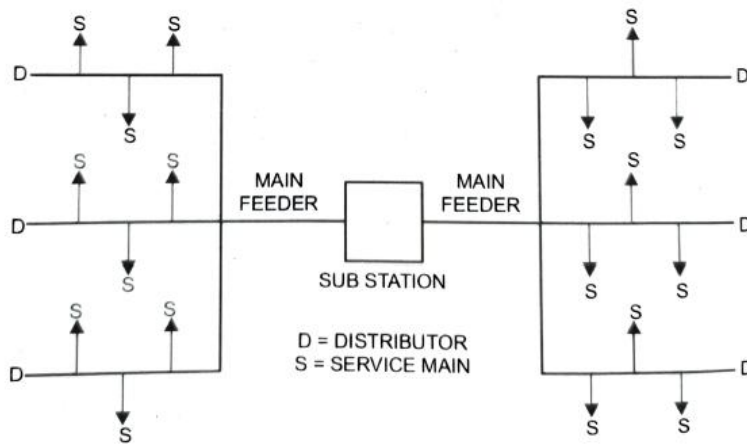 S S S
D D
S S S
S S S
MAIN FEEDER MAIN FEEDER
D D
SUB STATION
S S S
S S S
D = DISTRIBUTOR
S = SERVICE MAIN
D D
S S S